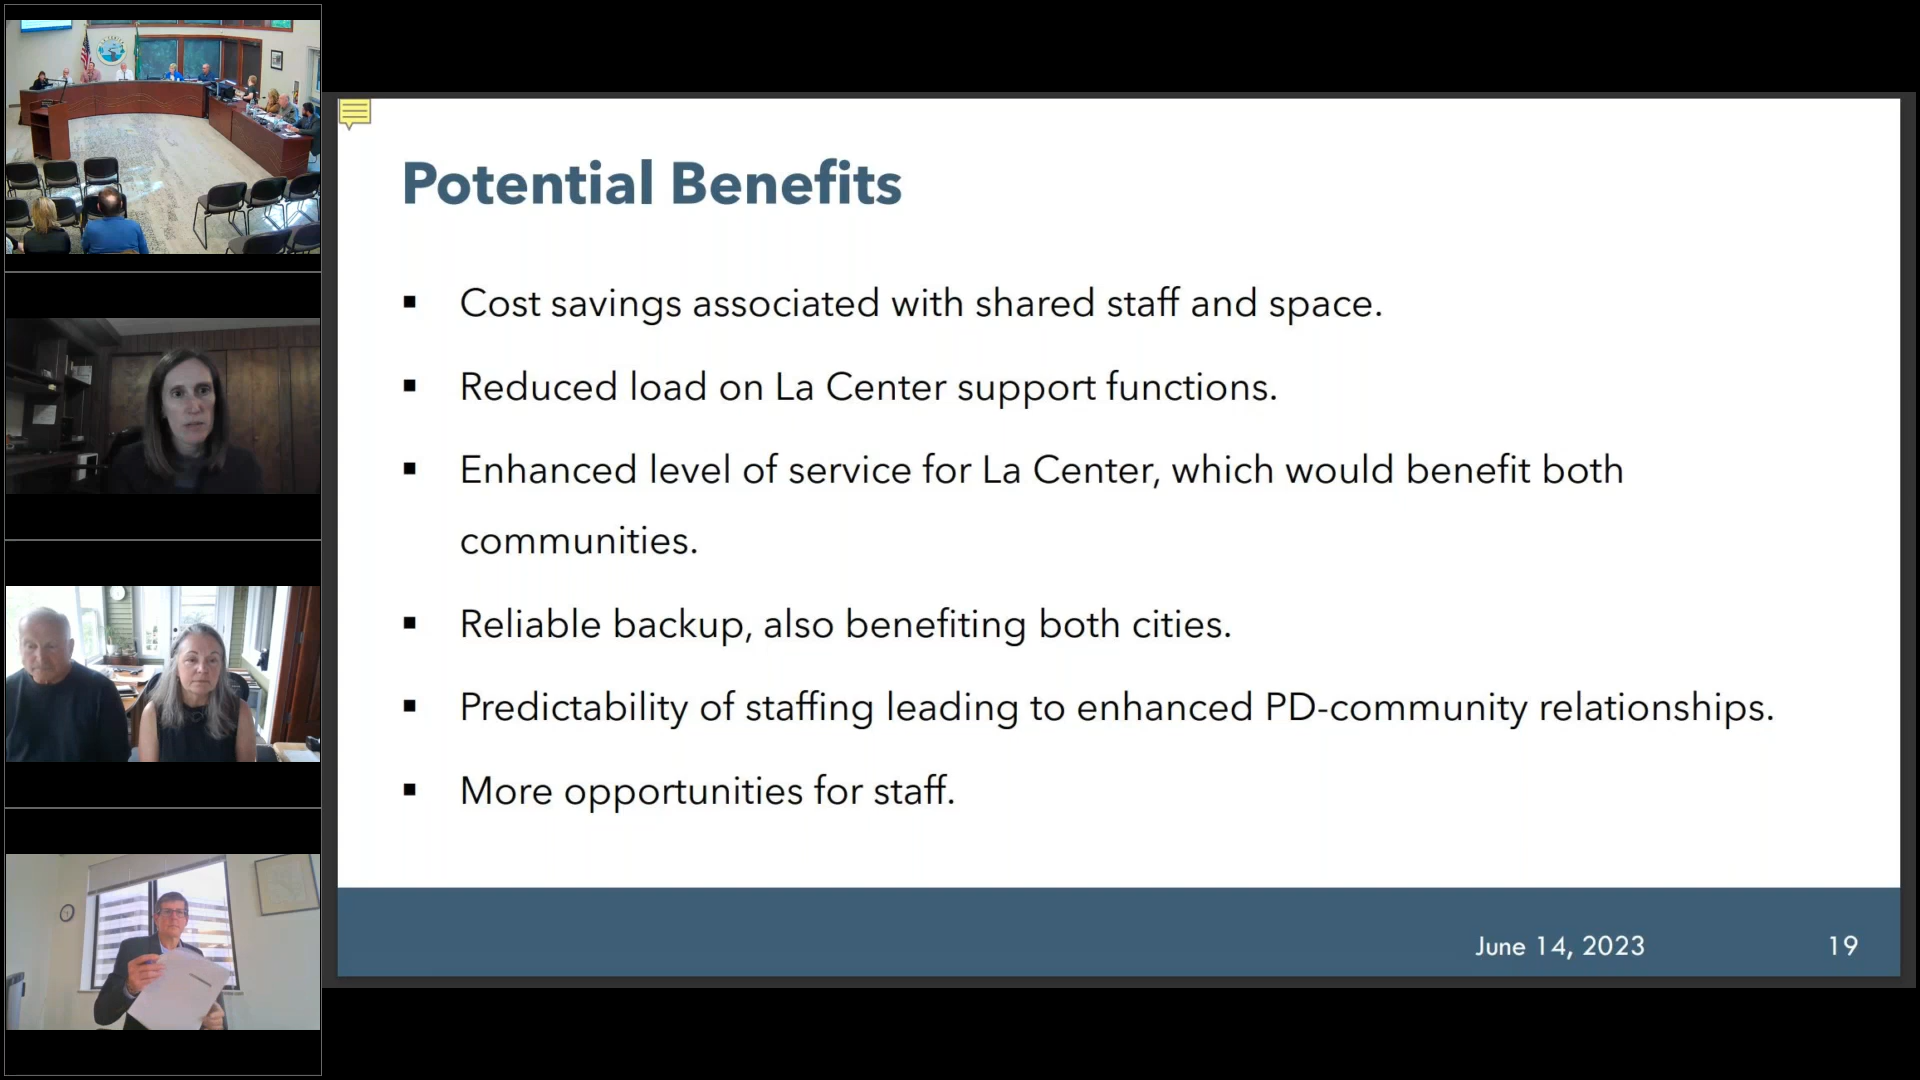 Potential Benefits
▪ Cost savings associated with shared staff and space.
▪ Reduced load on La Center support functions.
▪ Enhanced level of service for La Center, which would benefit both
communities.
▪ Reliable backup, also benefiting both cities.
▪ Predictability of staffing leading to enhanced PD-community relationships.
▪ More opportunities for staff.
June 14, 2023
19